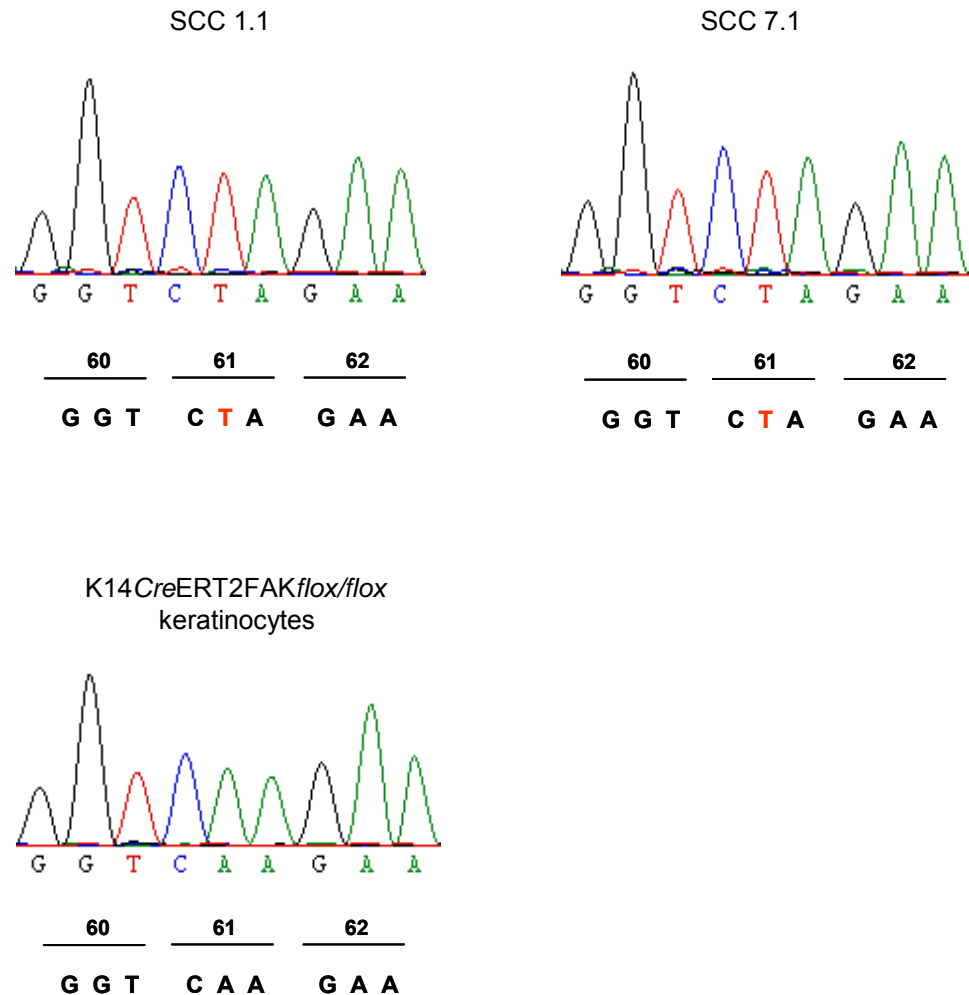 SCC 1.1
G G T C T A G A A
60 61 62
G G T C T A G A A
SCC 7.1
G G T C T A G A A
60 61 62
G G T C T A G A A
K14CreERT2FAKflox/flox
keratinocytes
G G T C A A G A A
60 61 62
G G T C A A G A A